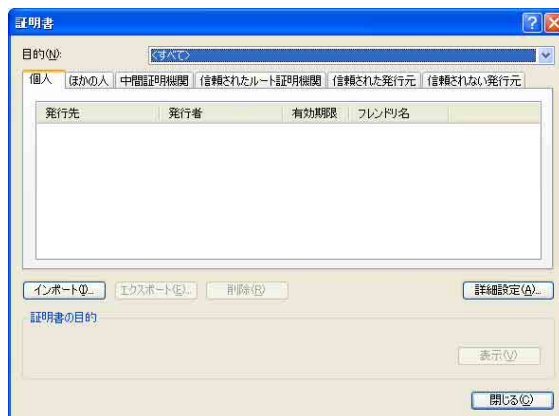 証明書
目的(N): <すべて>
個人 ほかの人 中間証明機関 信頼されたルート証明機関 信頼された発行元 信頼されない発行元
発行先 発行者 有効期限 フレンドリ名
インポート(I)... エクスポート(E)... 削除(R) 詳細設定(A)...
証明書の目的
表示(V)
閉じる(C)